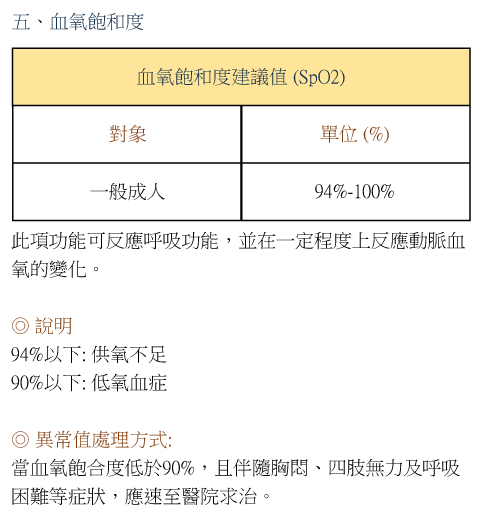 五、血氧飽和度
血氧飽和度建議值 (SpO2)
對象 單位 (%)
一般成人 94%-100%
此項功能可反應呼吸功能，並在一定程度上反應動脈血
氧的變化。
◎ 說明
94%以下: 供氧不足
90%以下: 低氧血症
◎ 異常值處理方式:
當血氧飽合度低於90%，且伴隨胸悶、四肢無力及呼吸
困難等症狀，應速至醫院求治。